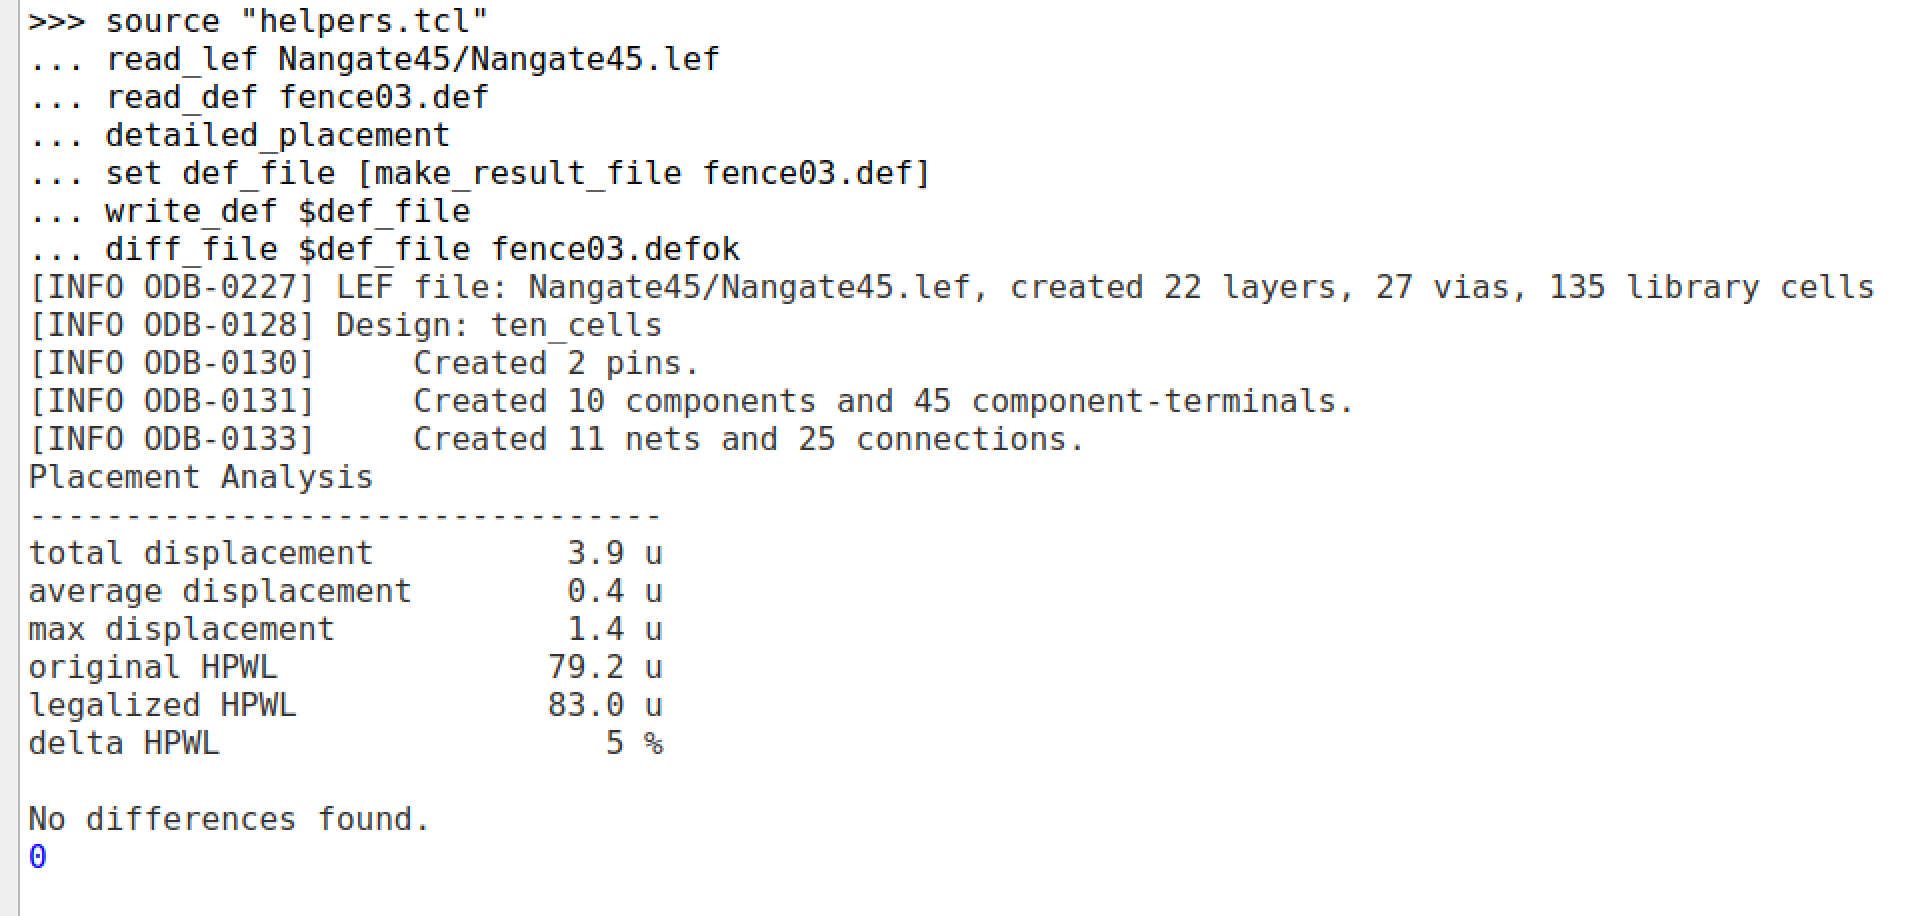 >>> source "helpers.tcl"
... read_lef Nangate45/Nangate45.lef
... read_def fence03.def
... detailed_placement
... set def_file [make_result_file fence03.def]
... write_def $def_file
... diff_file $def_file fence03.defok
[INFO ODB-0227] LEF file: Nangate45/Nangate45.lef, created 22 layers, 27 vias, 135 library cells
[INFO ODB-0128] Design: ten_cells
[INFO ODB-0130]     Created 2 pins.
[INFO ODB-0131]     Created 10 components and 45 component-terminals.
[INFO ODB-0133]     Created 11 nets and 25 connections.
Placement Analysis
---------------------------------
total displacement          3.9 u
average displacement        0.4 u
max displacement            1.4 u
original HPWL              79.2 u
legalized HPWL             83.0 u
delta HPWL                    5 %

No differences found.
0